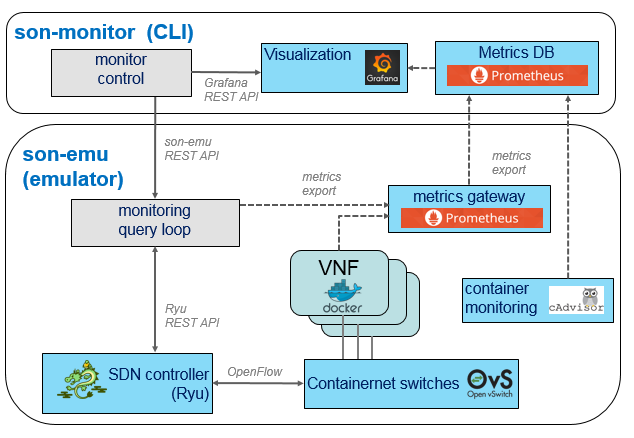 son-monitor (CLI)
monitor
control
Visualization
Grafana
Metrics DB
Prometheus
Grafana
REST API
son-emu
REST API
son-emu
(emulator)
metrics
export
metrics
export
monitoring
query loop
metrics gateway
Prometheus
VNF
docker
container
monitoring
cAdvisor
Ryu
REST API
SDN controller
(Ryu)
OpenFlow
Containernet switches
OvS
Open vSwitch